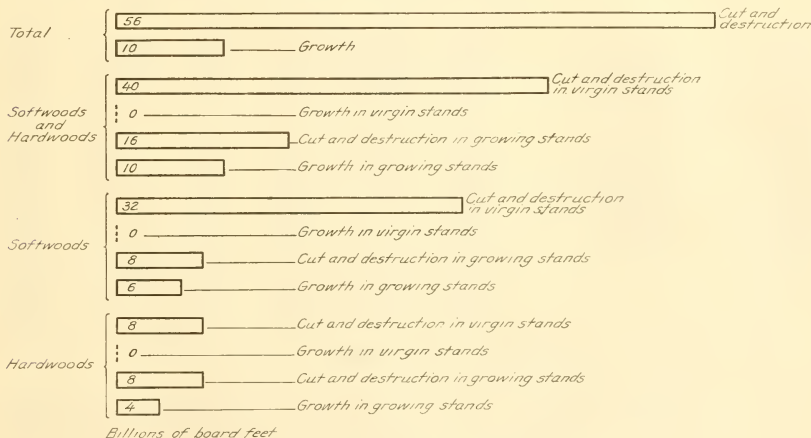 56 Cut and
destruction
Total
10 Growth
40 Cut and destruction
in virgin stands
0 Growth in virgin stands
Softwoods
and
Hardwoods
16 Cut and destruction in growing stands
10 Growth in growing stands
32 Cut and destruction
in virgin stands
0 Growth in virgin stands
Softwoods
8 Cut and destruction in growing stands
6 Growth in growing stands
8 Cut and destruction in virgin stands
0 Growth in virgin stands
Hardwoods
8 Cut and destruction in growing stands
4 Growth in growing stands
Billions of board feet